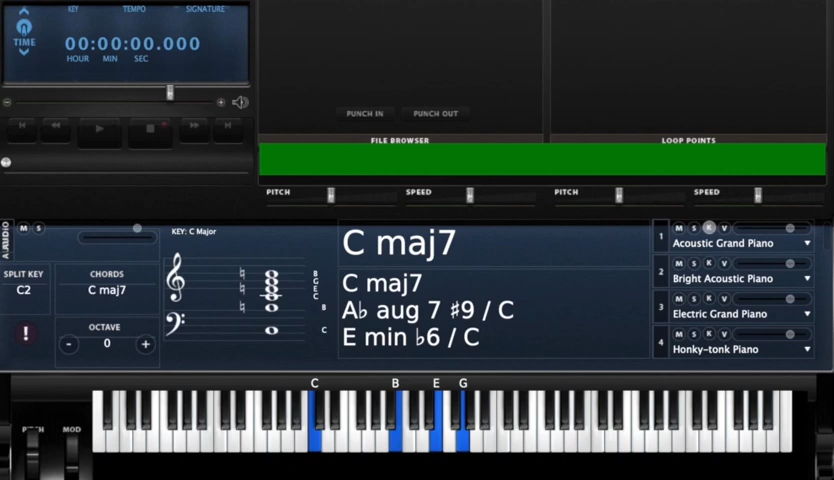 KEY TEMPO SIGNATURE
TIME
00:00:00.000
HOUR MIN SEC
PUNCH IN PUNCH OUT
FILE BROWSER LOOP POINTS
PITCH SPEED PITCH SPEED
AUDIO
M S
KEY: C Major
SPLIT KEY
C2
CHORDS
C maj7
OCTAVE
- 0 +
B
G
E
C
B
C
C maj7
C maj7
A♭ aug 7 ♯9 / C
E min ♭6 / C
1 M S K V
Acoustic Grand Piano
2 M S K V
Bright Acoustic Piano
3 M S K V
Electric Grand Piano
4 M S K V
Honky-tonk Piano
C B E G
PITCH MOD